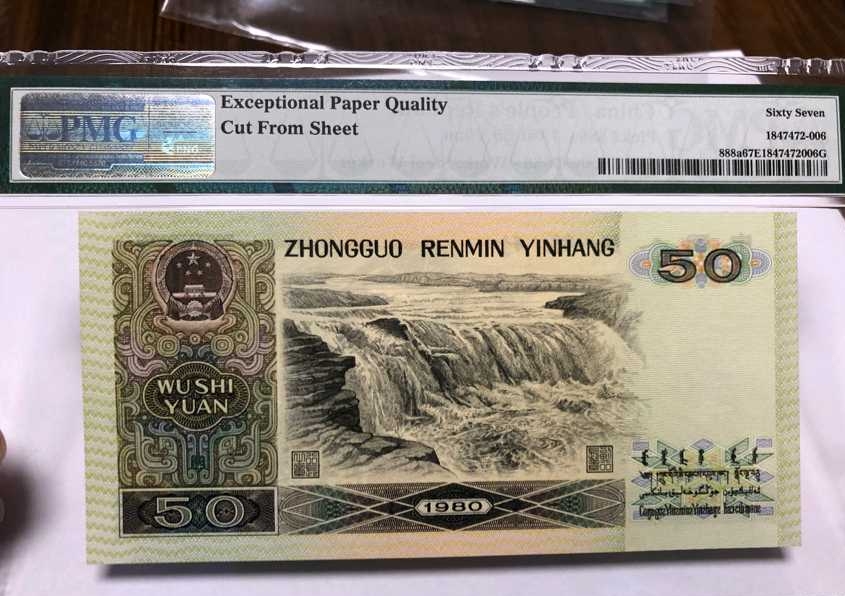 PMG
Exceptional Paper Quality
Cut From Sheet
Sixty Seven
1847472-006
888a67E1847472006G
ZHONGGUO RENMIN YINHANG
50
WU SHI
YUAN
50
1980